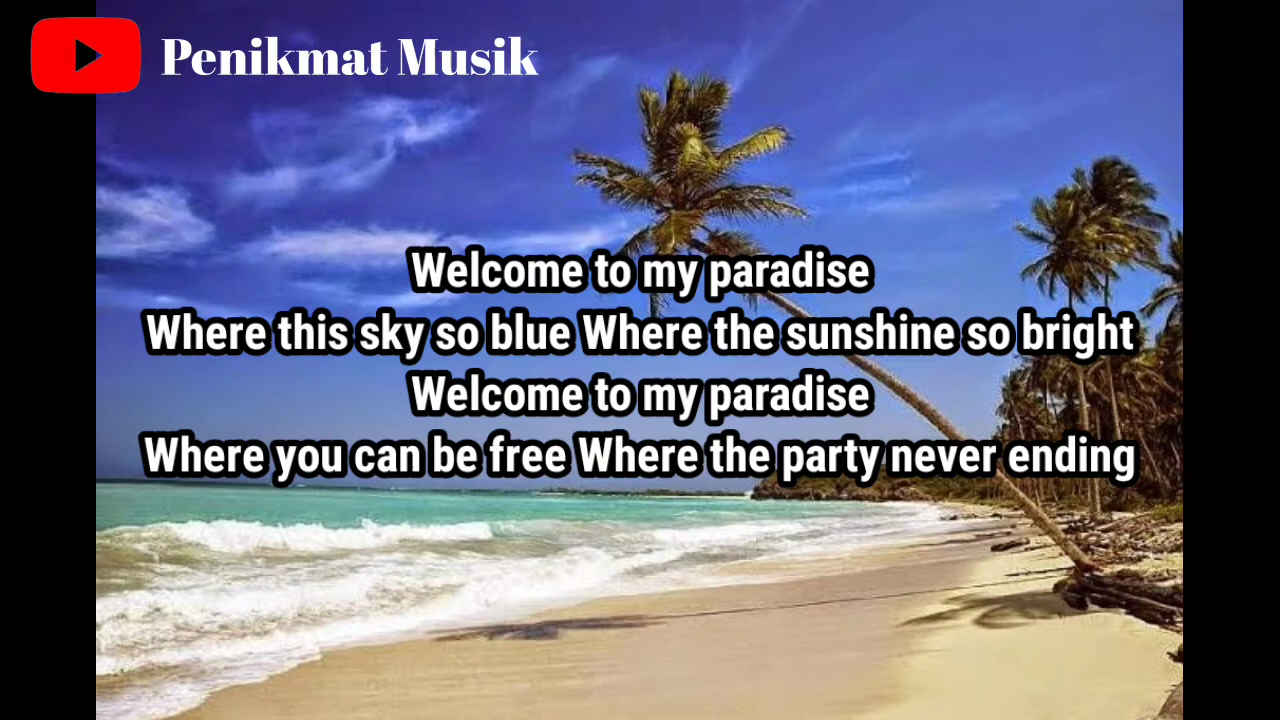 Penikmat Musik
Welcome to my paradise
Where this sky so blue Where the sunshine so bright
Welcome to my paradise
Where you can be free Where the party never ending